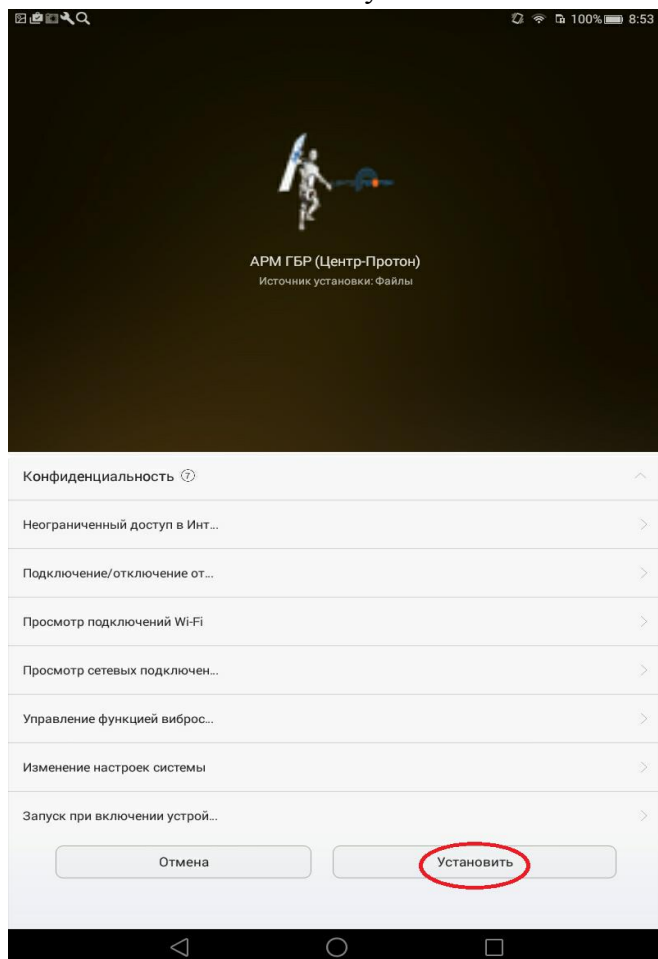 100% 8:53
АРМ ГБР (Центр-Протон)
Источник установки: Файлы
Конфиденциальность 7
Неограниченный доступ в Инт...
Подключение/отключение от...
Просмотр подключений Wi-Fi
Просмотр сетевых подключен...
Управление функцией виброс...
Изменение настроек системы
Запуск при включении устрой...
Отмена
Установить